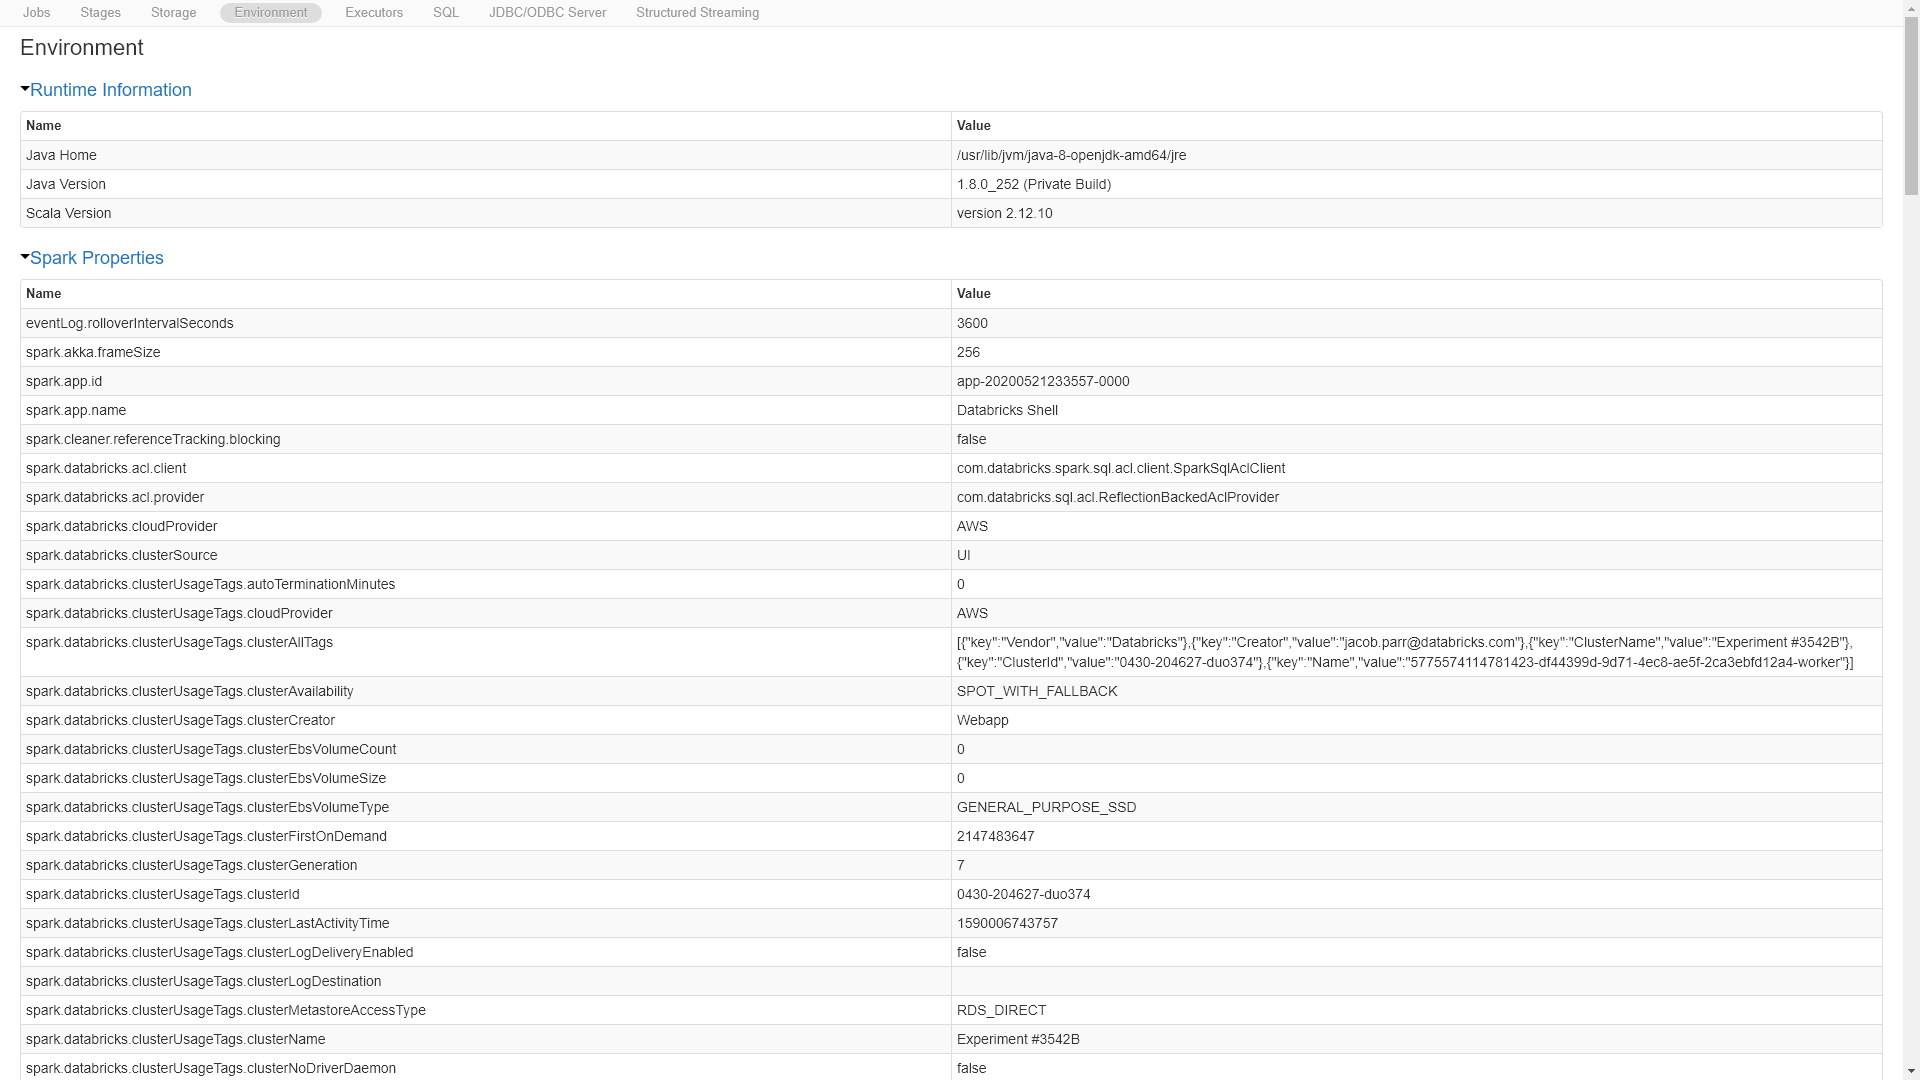 Jobs Stages Storage Environment Executors SQL JDBC/ODBC Server Structured Streaming
Environment
Runtime Information
Name Value
Java Home /usr/lib/jvm/java-8-openjdk-amd64/jre
Java Version 1.8.0_252 (Private Build)
Scala Version version 2.12.10
Spark Properties
Name Value
eventLog.rolloverIntervalSeconds 3600
spark.akka.frameSize 256
spark.app.id app-20200521233557-0000
spark.app.name Databricks Shell
spark.cleaner.referenceTracking.blocking false
spark.databricks.acl.client com.databricks.spark.sql.acl.client.SparkSqlAclClient
spark.databricks.acl.provider com.databricks.sql.acl.ReflectionBackedAclProvider
spark.databricks.cloudProvider AWS
spark.databricks.clusterSource UI
spark.databricks.clusterUsageTags.autoTerminationMinutes 0
spark.databricks.clusterUsageTags.cloudProvider AWS
spark.databricks.clusterUsageTags.clusterAllTags [{"key":"Vendor","value":"Databricks"},{"key":"Creator","value":"jacob.parr@databricks.com"},{"key":"ClusterName","value":"Experiment #3542B"},
{"key":"ClusterId","value":"0430-204627-duo374"},{"key":"Name","value":"5775574114781423-df44399d-9d71-4ec8-ae5f-2ca3ebfd12a4-worker"}]
spark.databricks.clusterUsageTags.clusterAvailability SPOT_WITH_FALLBACK
spark.databricks.clusterUsageTags.clusterCreator Webapp
spark.databricks.clusterUsageTags.clusterEbsVolumeCount 0
spark.databricks.clusterUsageTags.clusterEbsVolumeSize 0
spark.databricks.clusterUsageTags.clusterEbsVolumeType GENERAL_PURPOSE_SSD
spark.databricks.clusterUsageTags.clusterFirstOnDemand 2147483647
spark.databricks.clusterUsageTags.clusterGeneration 7
spark.databricks.clusterUsageTags.clusterId 0430-204627-duo374
spark.databricks.clusterUsageTags.clusterLastActivityTime 1590006743757
spark.databricks.clusterUsageTags.clusterLogDeliveryEnabled false
spark.databricks.clusterUsageTags.clusterLogDestination
spark.databricks.clusterUsageTags.clusterMetastoreAccessType RDS_DIRECT
spark.databricks.clusterUsageTags.clusterName Experiment #3542B
spark.databricks.clusterUsageTags.clusterNoDriverDaemon false